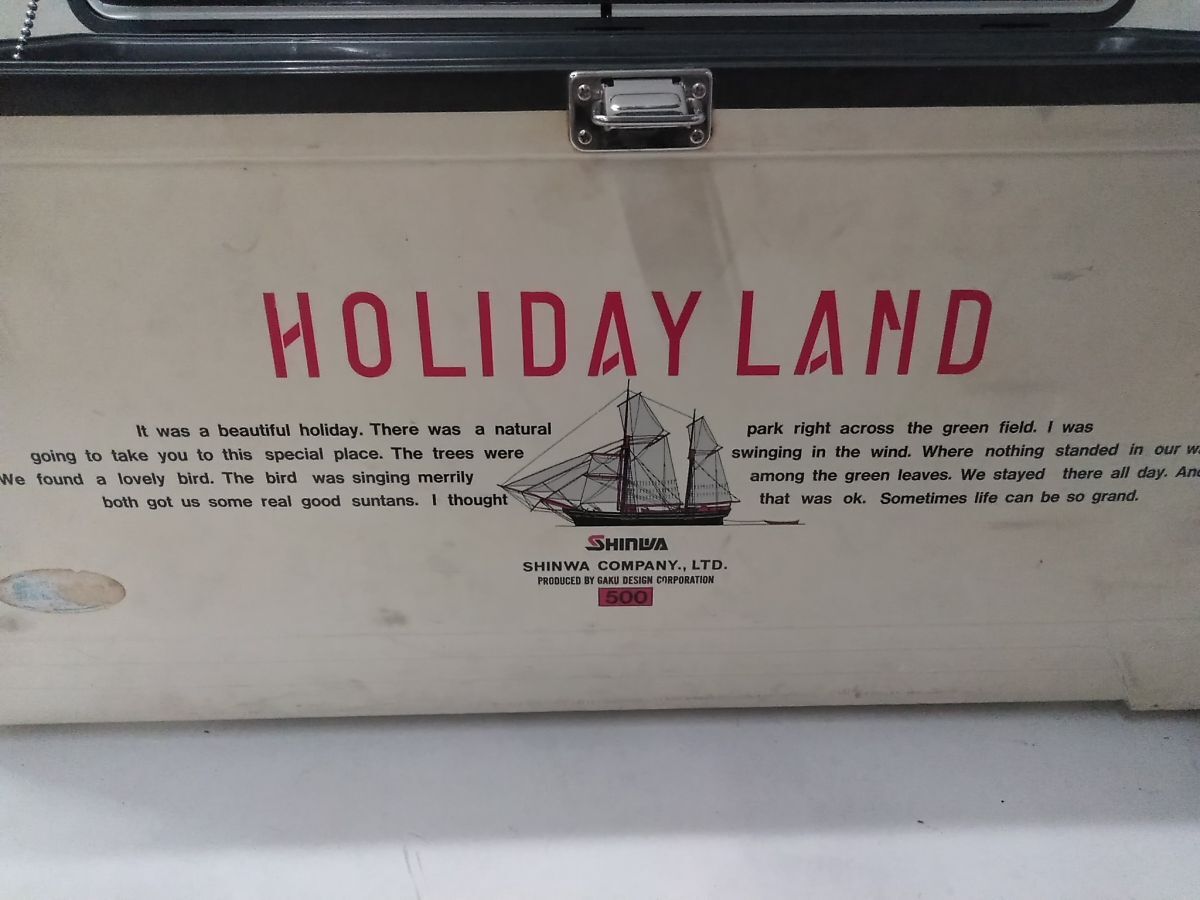 HOLIDAY LAND
It was a beautiful holiday. There was a natural park right across the green field. I was
going to take you to this special place. The trees were swinging in the wind. Where nothing standed in our
We found a lovely bird. The bird was singing merrily among the green leaves. We stayed there all day. And
both got us some real good suntans. I thought that was ok. Sometimes life can be so grand.
SHINWA
SHINWA COMPANY., LTD.
PRODUCED BY GAKU DESIGN CORPORATION
500